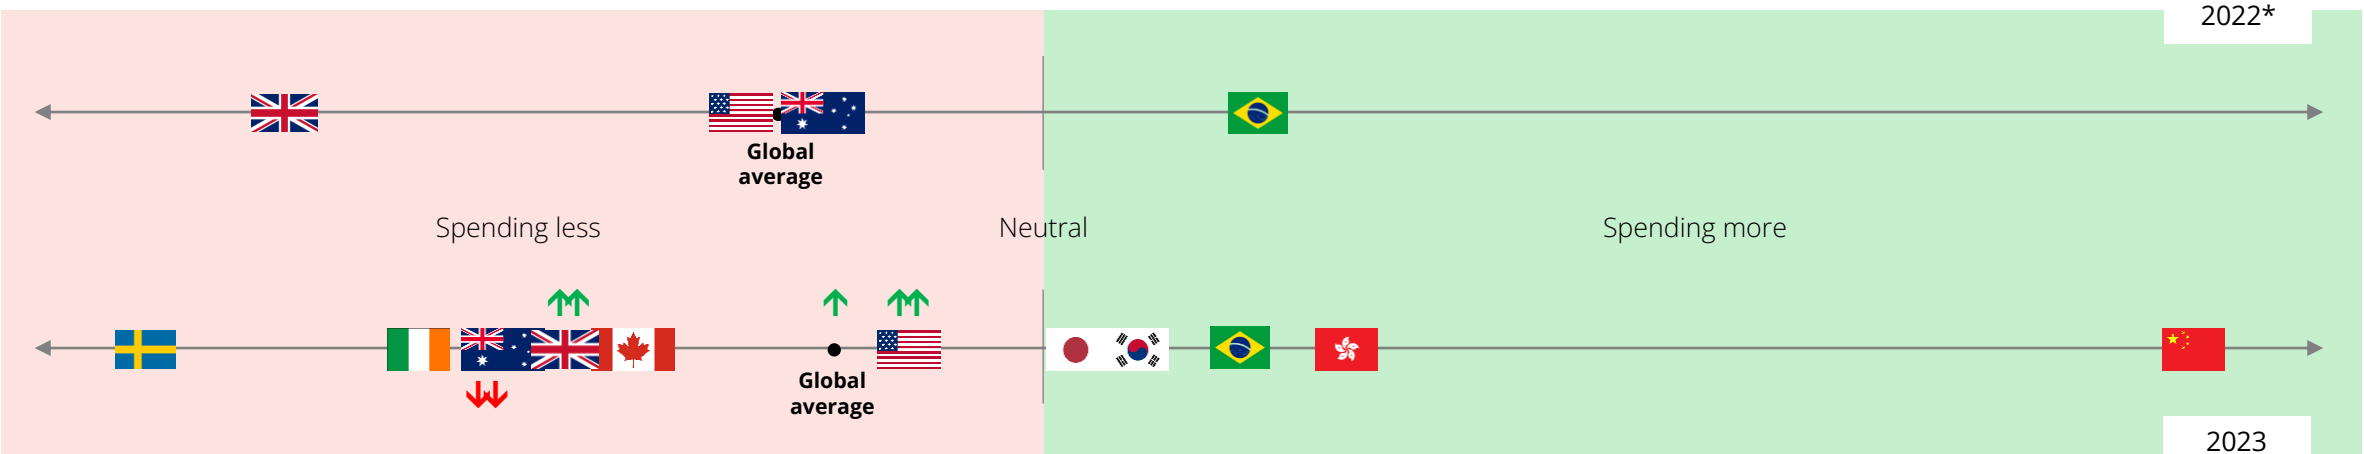 2022*
Global
average
Spending less
Neutral
Spending more
Global
average
2023